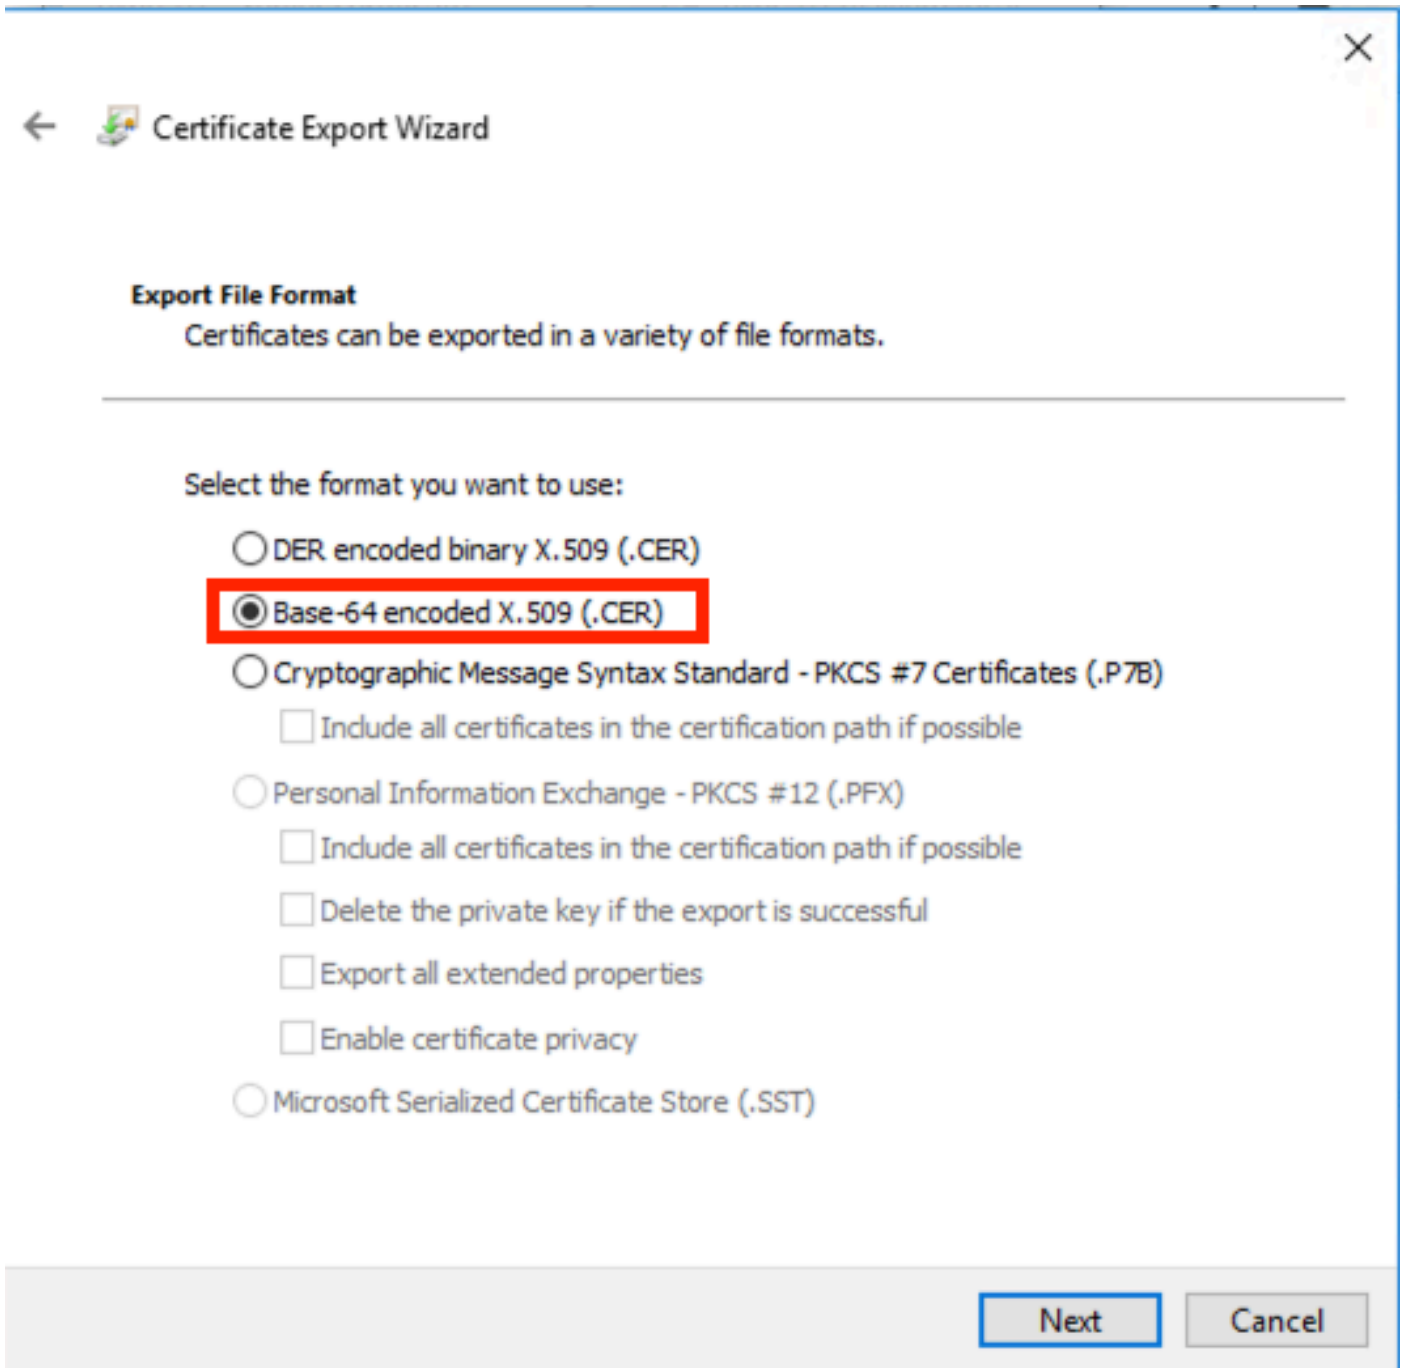 Certificate Export Wizard
Export File Format
Certificates can be exported in a variety of file formats.
Select the format you want to use:
DER encoded binary X.509 (.CER)
Base-64 encoded X.509 (.CER)
Cryptographic Message Syntax Standard - PKCS #7 Certificates (.P7B)
Include all certificates in the certification path if possible
Personal Information Exchange - PKCS #12 (.PFX)
Include all certificates in the certification path if possible
Delete the private key if the export is successful
Export all extended properties
Enable certificate privacy
Microsoft Serialized Certificate Store (.SST)
Next
Cancel